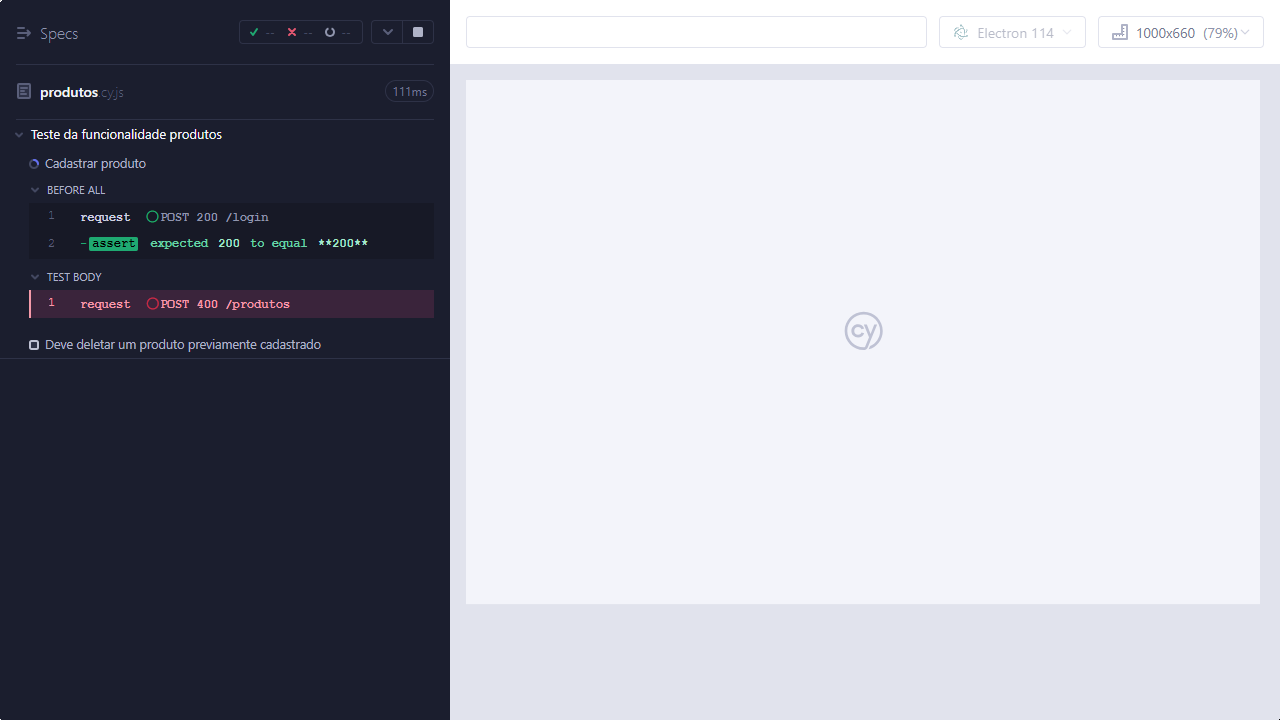 Specs
-- -- --
produtos.cy.js 111ms
Teste da funcionalidade produtos
Cadastrar produto
BEFORE ALL
1 request POST 200 /login
2 -assert expected 200 to equal **200**
TEST BODY
1 request POST 400 /produtos
Deve deletar um produto previamente cadastrado
Electron 114
1000x660 (79%)
cy